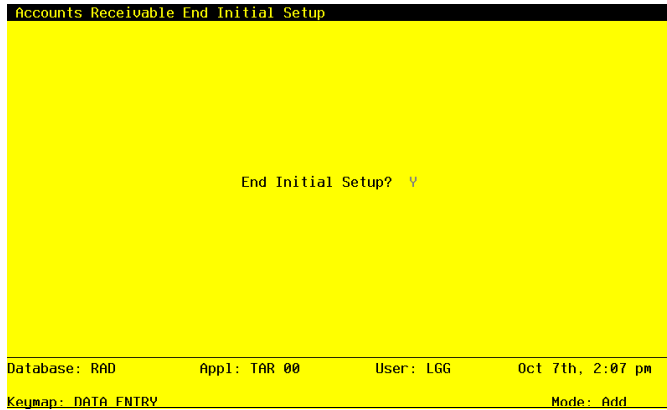 Accounts Receivable End Initial Setup
End Initial Setup? Y
Database: RAD Appl: TAR 00 User: LGG Oct 7th, 2:07 pm
Keymap: DATA ENTRY Mode: Add